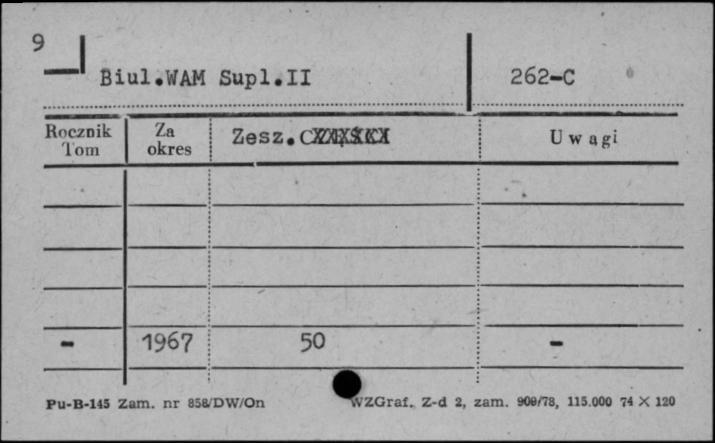 9
Biul.WAM Supl.II 262-C
Rocznik Tom Za okres Zesz. Uwagi
- 1967 50 -
Pu-B-145 Zam. nr 858/DW/On WZGraf. Z-d 2, zam. 909/78, 115.000 74 X 120